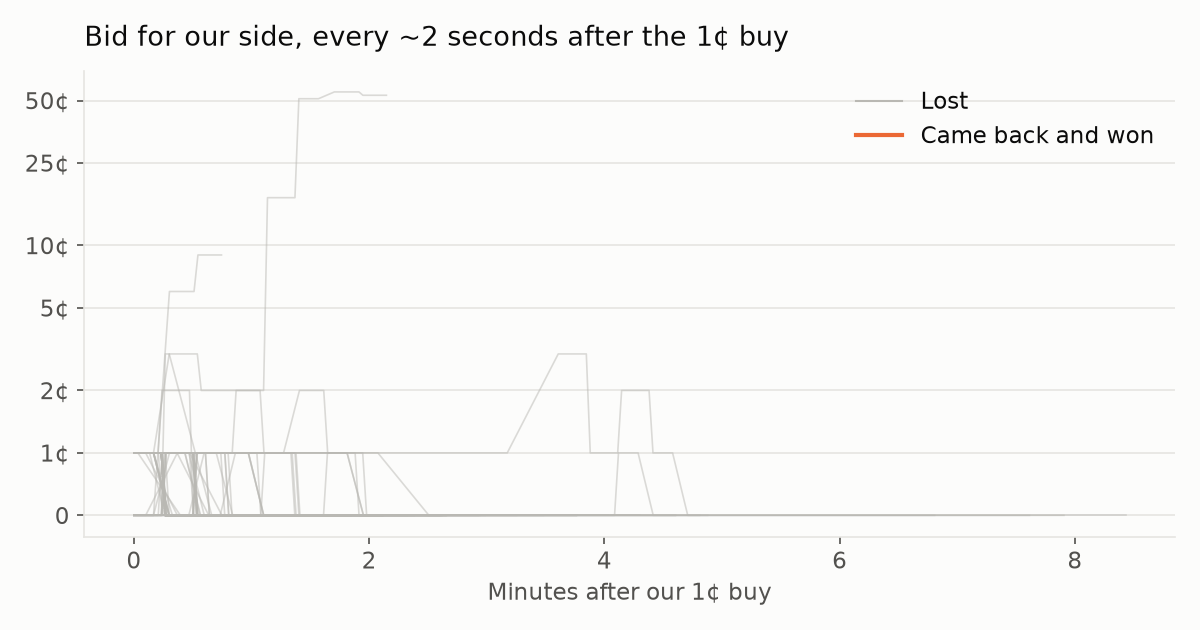 Bid for our side, every ~2 seconds after the 1¢ buy
50¢
25¢
10¢
5¢
2¢
1¢
0
Lost
Came back and won
0 2 4 6 8
Minutes after our 1¢ buy